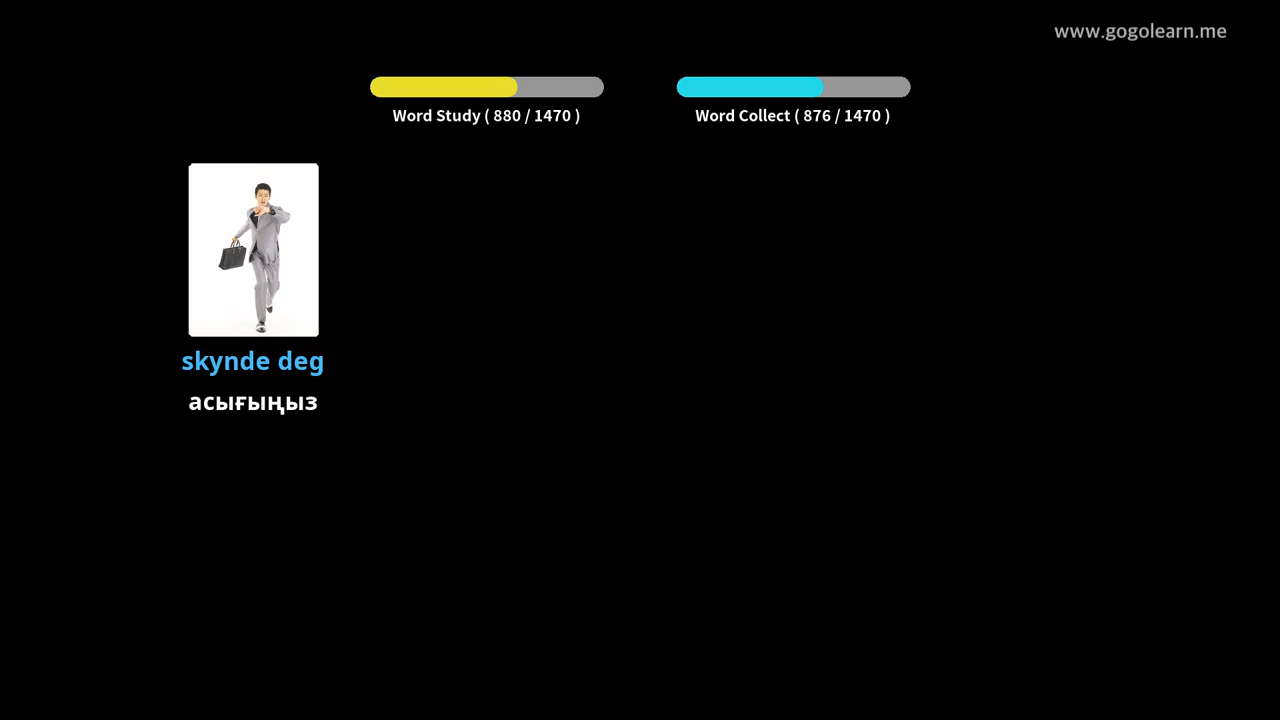 www.gogolearn.me
Word Study ( 880 / 1470 )
Word Collect ( 876 / 1470 )
skynde deg
асығыңыз